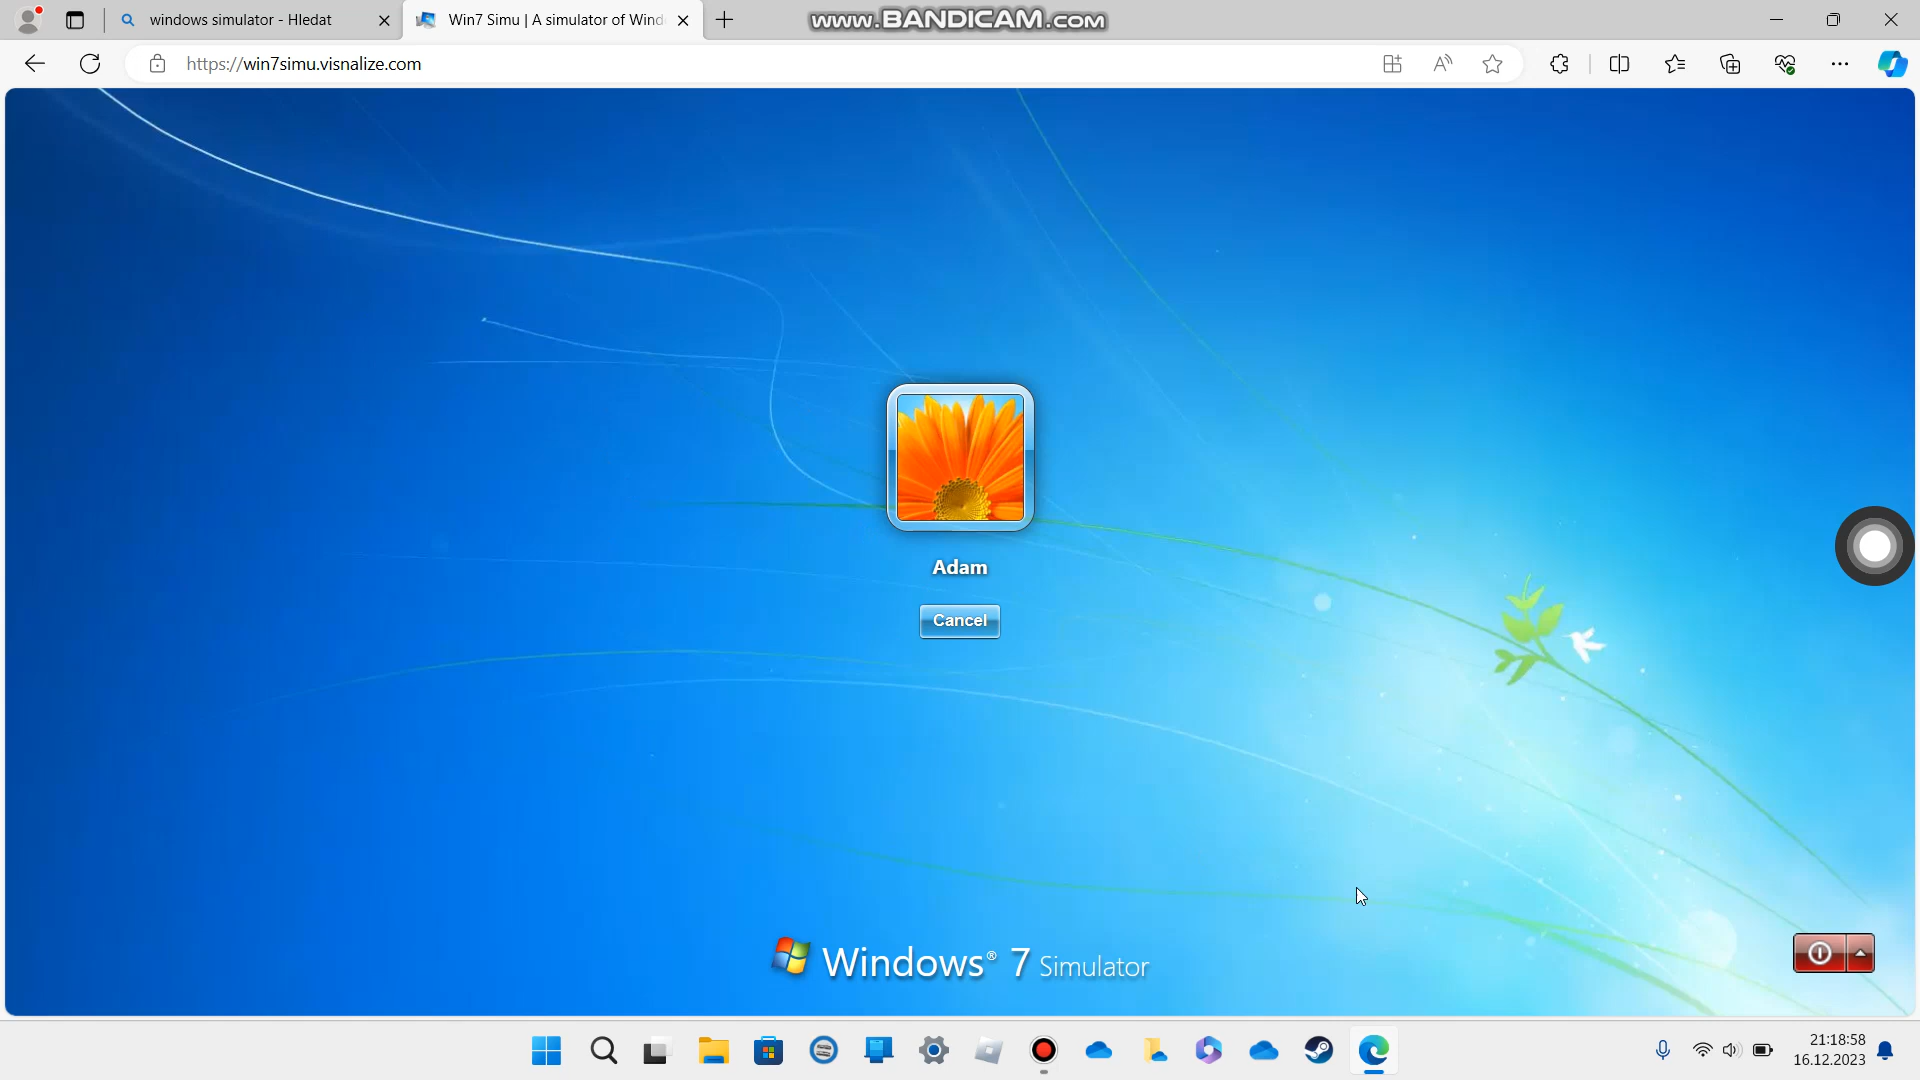 windows simulator - Hledat
Win7 Simu | A simulator of Wind
www.BANDICAM.com
https://win7simu.visnalize.com
Adam
Cancel
Windows® 7 Simulator
21:18:58
16.12.2023